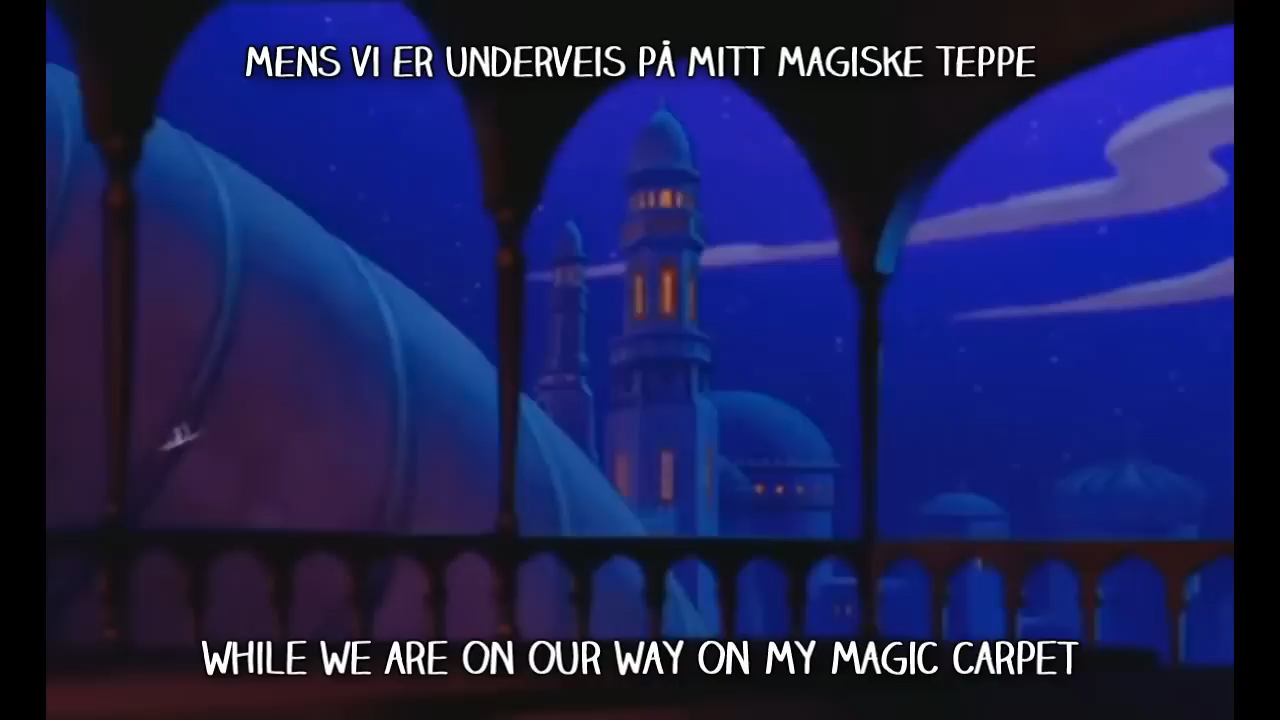 MENS VI ER UNDERVEIS PÅ MITT MAGISKE TEPPE
WHILE WE ARE ON OUR WAY ON MY MAGIC CARPET